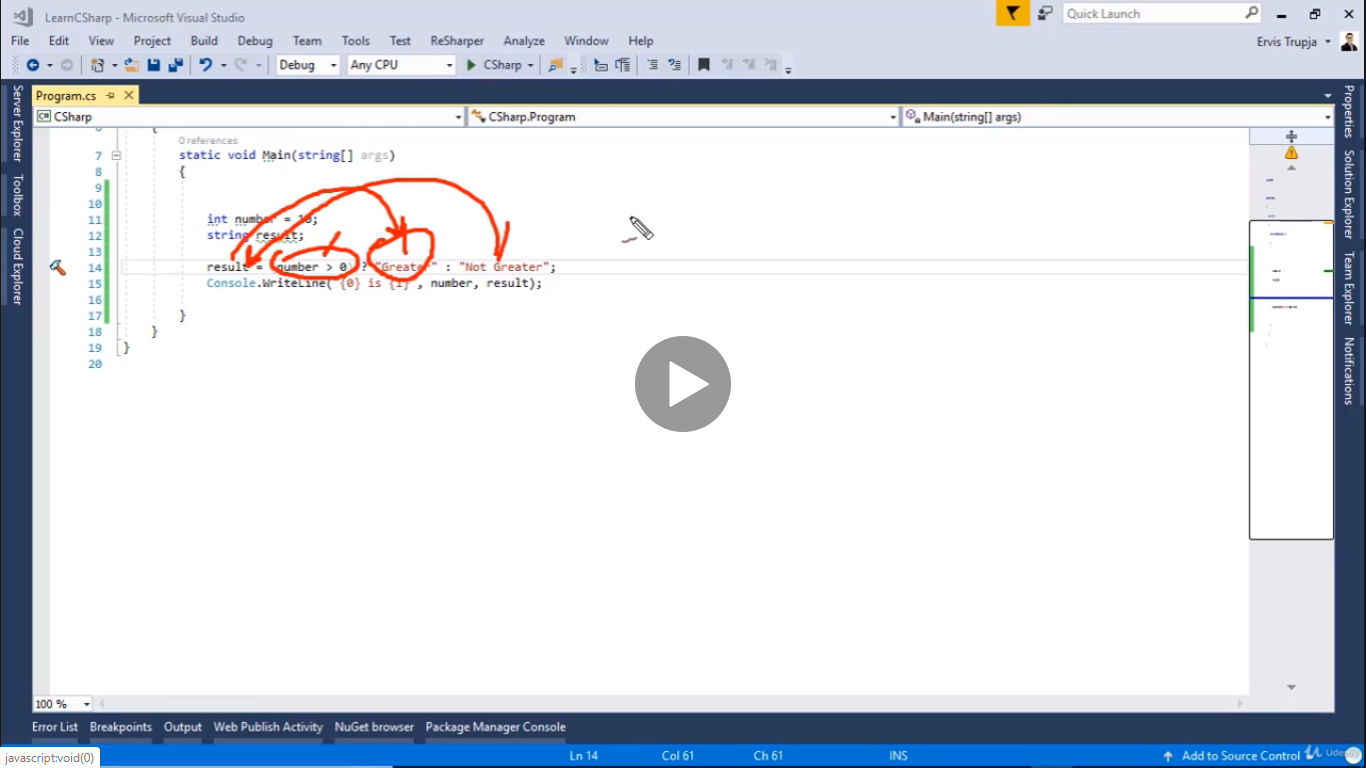 LearnCSharp - Microsoft Visual Studio
Quick Launch
File Edit View Project Build Debug Team Tools Test ReSharper Analyze Window Help
Ervis Trupja
Debug Any CPU CSharp
Program.cs
CSharp CSharp.Program Main(string[] args)
Server Explorer
Toolbox
Cloud Explorer
Properties
Solution Explorer
Team Explorer
Notifications
{
0 references
7 static void Main(string[] args)
8 {
9
10
11 int number = 10;
12 string result;
13
14 result = (number > 0) ? "Greater" : "Not Greater";
15 Console.WriteLine("{0} is {1}", number, result);
16
17 }
18 }
19 }
20
100 %
Error List Breakpoints Output Web Publish Activity NuGet browser Package Manager Console
javascript:void(0)
Ln 14 Col 61 Ch 61 INS
Add to Source Control
Udemy